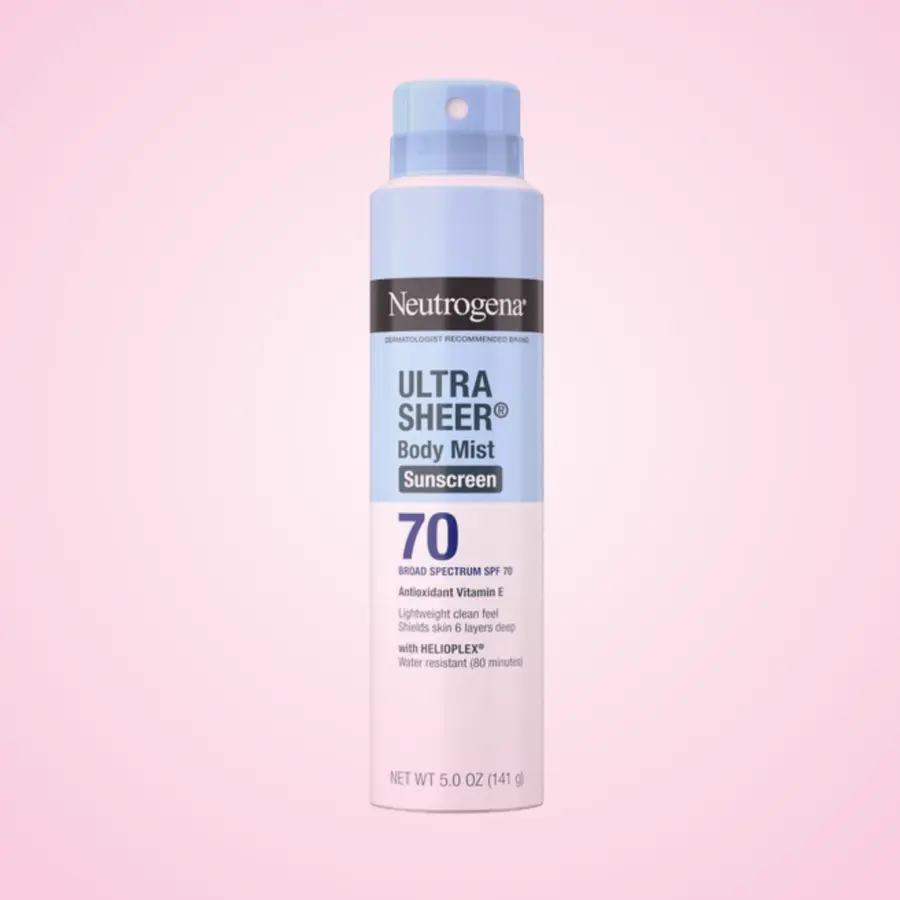 Neutrogena®
DERMATOLOGIST RECOMMENDED BRAND
ULTRA
SHEER®
Body Mist
Sunscreen
70
BROAD SPECTRUM SPF 70
Antioxidant Vitamin E
Lightweight clean feel
Shields skin 6 layers deep
with HELIOPLEX®
Water resistant (80 minutes)
NET WT 5.0 OZ (141 g)